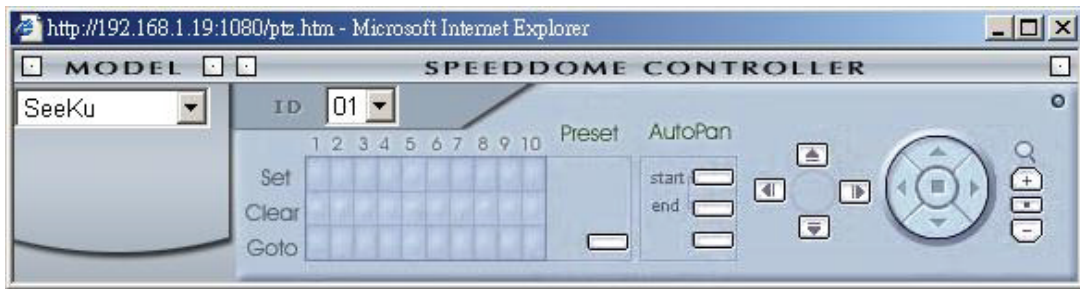 http://192.168.1.19:1080/ptz.htm - Microsoft Internet Explorer
MODEL SPEEDDOME CONTROLLER
SeeKu ID 01
1 2 3 4 5 6 7 8 9 10 Preset AutoPan
Set start
Clear end
Goto